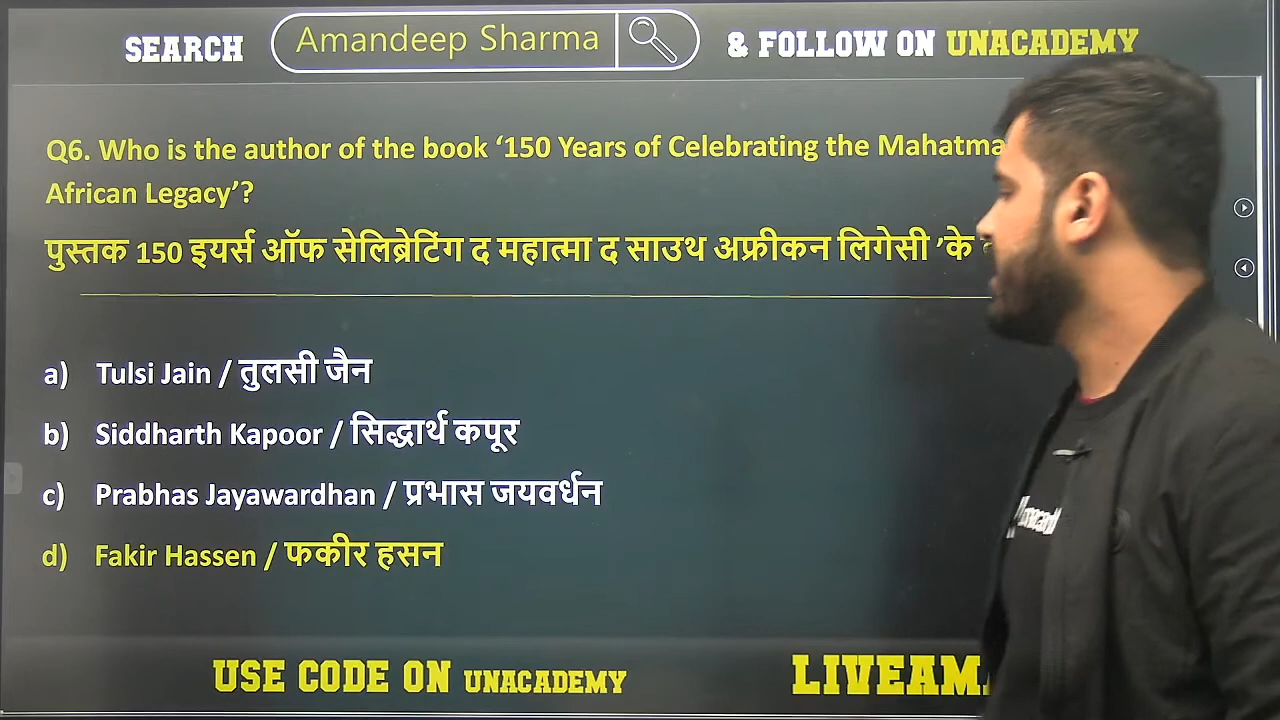 SEARCH Amandeep Sharma & FOLLOW ON UNACADEMY
Q6. Who is the author of the book ‘150 Years of Celebrating the Mahatma
African Legacy’?
पुस्तक 150 इयर्स ऑफ सेलिब्रेटिंग द महात्मा द साउथ अफ्रीकन लिगेसी ’के
a) Tulsi Jain / तुलसी जैन
b) Siddharth Kapoor / सिद्धार्थ कपूर
c) Prabhas Jayawardhan / प्रभास जयवर्धन
d) Fakir Hassen / फकीर हसन
USE CODE ON UNACADEMY LIVEAM